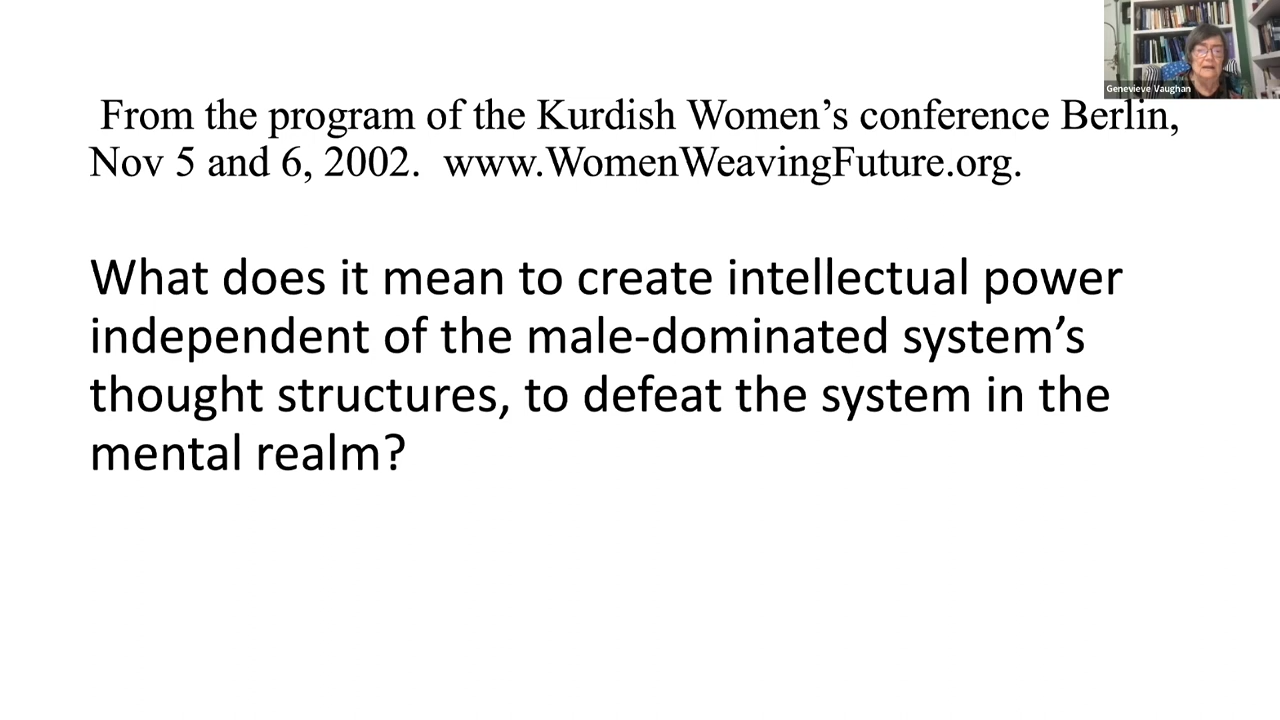 Genevieve Vaughan
From the program of the Kurdish Women’s conference Berlin,
Nov 5 and 6, 2002. www.WomenWeavingFuture.org.
What does it mean to create intellectual power
independent of the male-dominated system’s
thought structures, to defeat the system in the
mental realm?